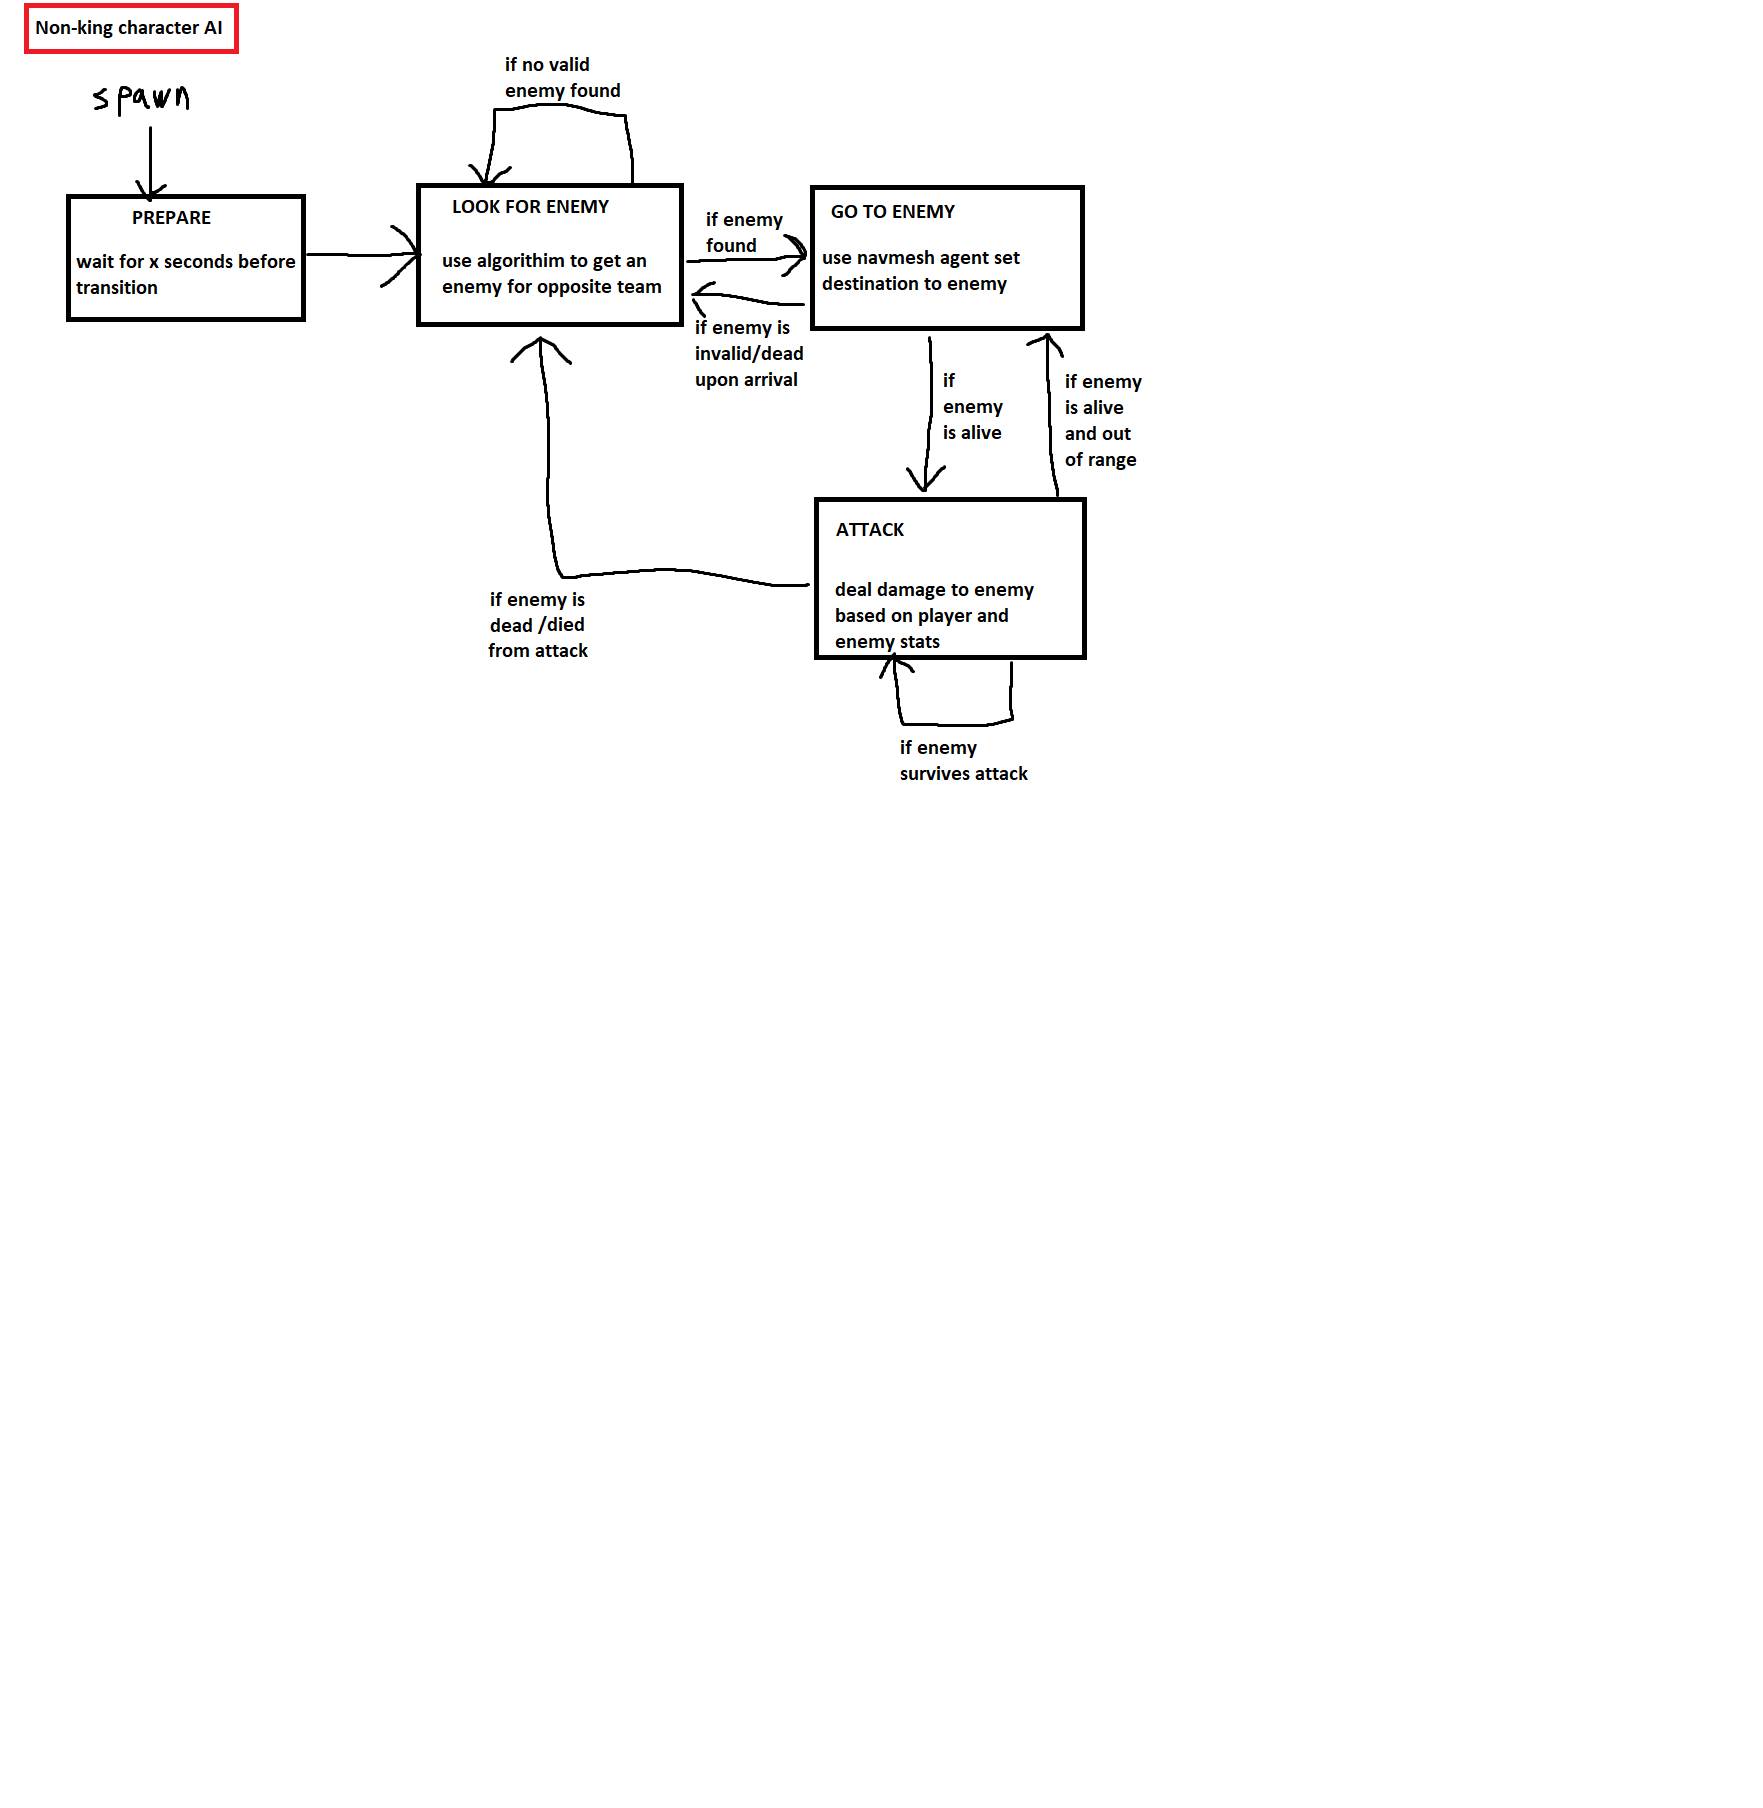 Non-king character AI
spawn
if no valid
enemy found
PREPARE
wait for x seconds before
transition
LOOK FOR ENEMY
use algorithim to get an
enemy for opposite team
if enemy
found
GO TO ENEMY
use navmesh agent set
destination to enemy
if enemy is
invalid/dead
upon arrival
if
enemy
is alive
if enemy
is alive
and out
of range
ATTACK
deal damage to enemy
based on player and
enemy stats
if enemy is
dead /died
from attack
if enemy
survives attack